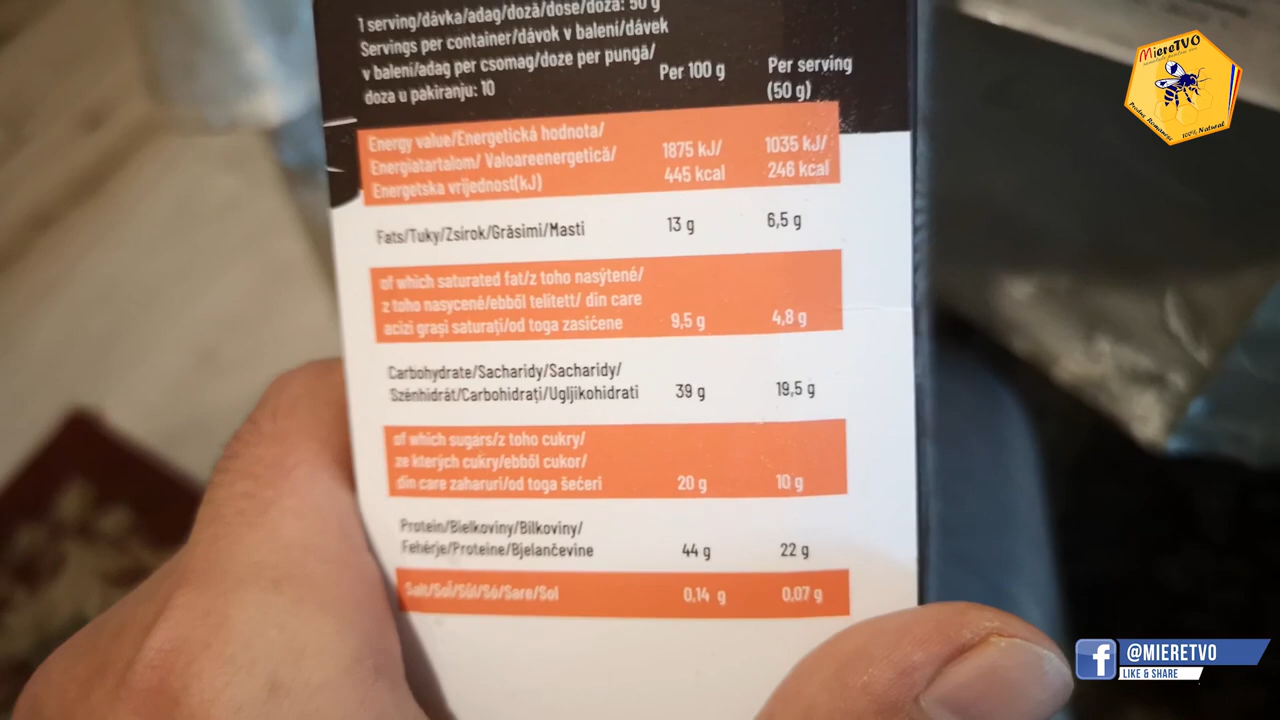 1 serving/dávka/adag/doză/dose/doza: 50 g
Servings per container/dávok v balení/dávek
v balení/adag per csomag/doze per pungă/
doza u pakiranju: 10
Per 100 g
Per serving
(50 g)
Energy value/Energetická hodnota/
Energiatartalom/ Valoareenergetică/
Energetska vrijednost(kJ)
1875 kJ/
445 kcal
1035 kJ/
246 kcal
Fats/Tuky/Zsírok/Grăsimi/Masti
13 g
6,5 g
of which saturated fat/z toho nasýtené/
z toho nasycené/ebből telített/ din care
acizi grași saturați/od toga zasićene
9,5 g
4,8 g
Carbohydrate/Sacharidy/Sacharidy/
Szénhidrát/Carbohidrați/Ugljikohidrati
39 g
19,5 g
of which sugars/z toho cukry/
ze kterých cukry/ebből cukor/
din care zaharuri/od toga šećeri
20 g
10 g
Protein/Bielkoviny/Bílkoviny/
Fehérje/Proteine/Bjelančevine
44 g
22 g
Salt/Soľ/Sůl/Só/Sare/Sol
0,14 g
0,07 g
MiereTVO
Produs Românesc
100% Natural
f
@MIERETVO
LIKE & SHARE